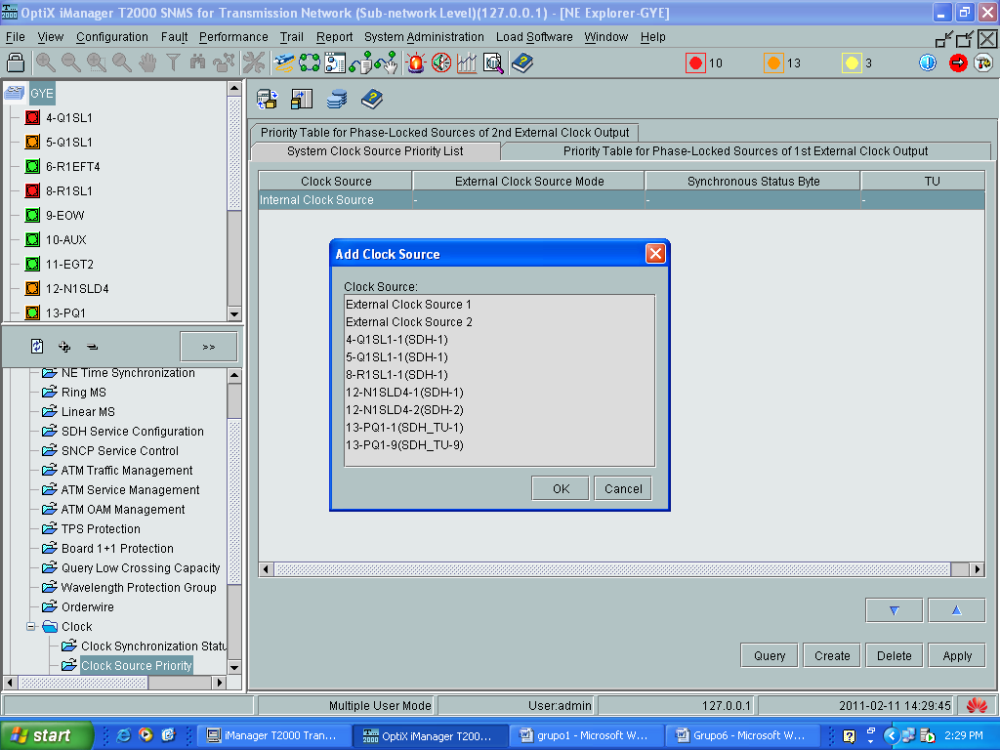 OptiX iManager T2000 SNMS for Transmission Network (Sub-network Level)(127.0.0.1) - [NE Explorer-GYE]
File View Configuration Fault Performance Trail Report System Administration Load Software Window Help
10 13 3
GYE
4-Q1SL1
5-Q1SL1
6-R1EFT4
8-R1SL1
9-EOW
10-AUX
11-EGT2
12-N1SLD4
13-PQ1
>>
NE Time Synchronization
Ring MS
Linear MS
SDH Service Configuration
SNCP Service Control
ATM Traffic Management
ATM Service Management
ATM OAM Management
TPS Protection
Board 1+1 Protection
Query Low Crossing Capacity
Wavelength Protection Group
Orderwire
Clock
Clock Synchronization Statu
Clock Source Priority
Priority Table for Phase-Locked Sources of 2nd External Clock Output
System Clock Source Priority List Priority Table for Phase-Locked Sources of 1st External Clock Output
Clock Source External Clock Source Mode Synchronous Status Byte TU
Internal Clock Source - - -
Add Clock Source
Clock Source:
External Clock Source 1
External Clock Source 2
4-Q1SL1-1(SDH-1)
5-Q1SL1-1(SDH-1)
8-R1SL1-1(SDH-1)
12-N1SLD4-1(SDH-1)
12-N1SLD4-2(SDH-2)
13-PQ1-1(SDH_TU-1)
13-PQ1-9(SDH_TU-9)
OK Cancel
Query Create Delete Apply
Multiple User Mode User:admin 127.0.0.1 2011-02-11 14:29:45
start iManager T2000 Tran... OptiX iManager T200... grupo1 - Microsoft W... Grupo6 - Microsoft W... 2:29 PM